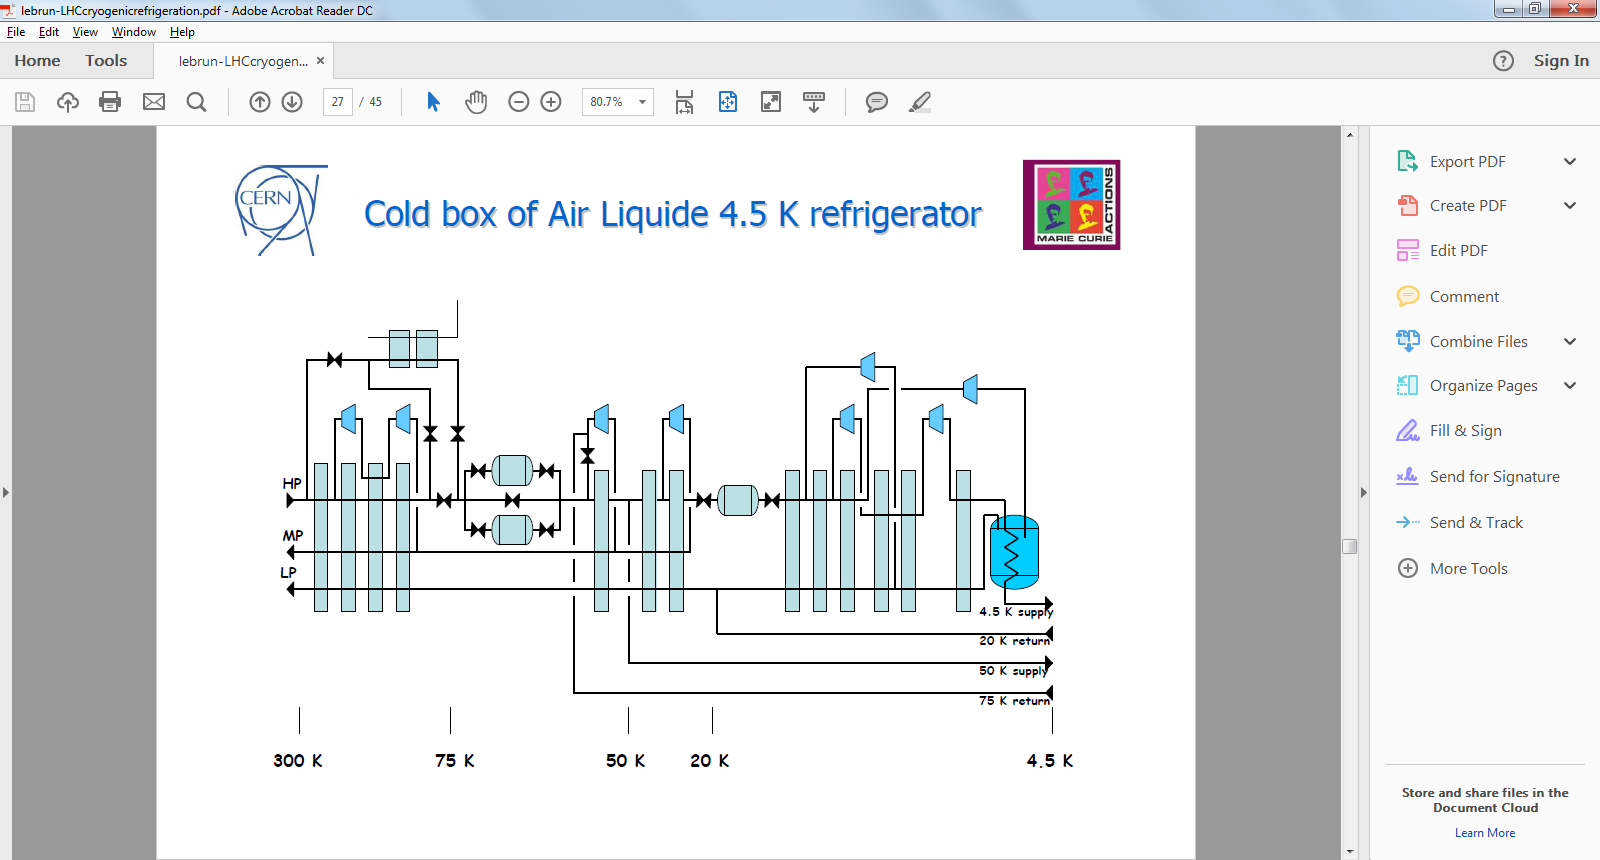 lebrun-LHCcryogenicrefrigeration.pdf - Adobe Acrobat Reader DC
File Edit View Window Help
Home Tools lebrun-LHCcryogen... × ? Sign In
27 / 45 80.7%
CERN
Cold box of Air Liquide 4.5 K refrigerator
MARIE CURIE
ACTIONS
HP
MP
LP
4.5 K supply
20 K return
50 K supply
75 K return
300 K 75 K 50 K 20 K 4.5 K
Export PDF
Create PDF
Edit PDF
Comment
Combine Files
Organize Pages
Fill & Sign
Send for Signature
Send & Track
More Tools
Store and share files in the
Document Cloud
Learn More